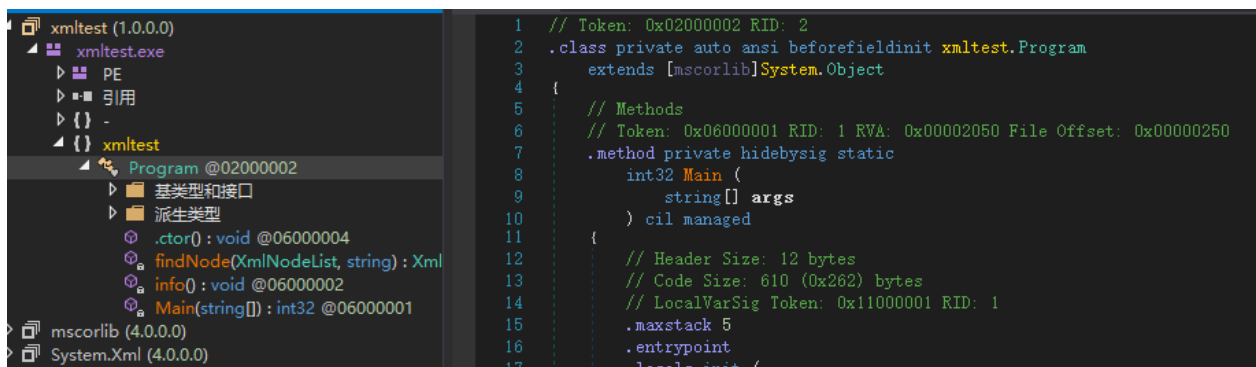 xmltest (1.0.0.0)
xmltest.exe
PE
引用
{ } -
{ } xmltest
Program @02000002
基类型和接口
派生类型
.ctor() : void @06000004
findNode(XmlNodeList, string) : Xml
info() : void @06000002
Main(string[]) : int32 @06000001
mscorlib (4.0.0.0)
System.Xml (4.0.0.0)
1 // Token: 0x02000002 RID: 2
2 .class private auto ansi beforefieldinit xmltest.Program
3 extends [mscorlib]System.Object
4 {
5 // Methods
6 // Token: 0x06000001 RID: 1 RVA: 0x00002050 File Offset: 0x00000250
7 .method private hidebysig static
8 int32 Main (
9 string[] args
10 ) cil managed
11 {
12 // Header Size: 12 bytes
13 // Code Size: 610 (0x262) bytes
14 // LocalVarSig Token: 0x11000001 RID: 1
15 .maxstack 5
16 .entrypoint
17 .locals init (